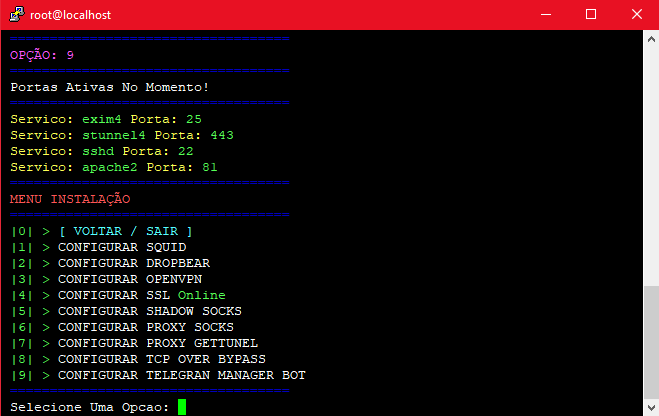 root@localhost
OPÇÃO: 9
Portas Ativas No Momento!
Servico: exim4 Porta: 25
Servico: stunnel4 Porta: 443
Servico: sshd Porta: 22
Servico: apache2 Porta: 81
MENU INSTALAÇÃO
|0| > [ VOLTAR / SAIR ]
|1| > CONFIGURAR SQUID
|2| > CONFIGURAR DROPBEAR
|3| > CONFIGURAR OPENVPN
|4| > CONFIGURAR SSL Online
|5| > CONFIGURAR SHADOW SOCKS
|6| > CONFIGURAR PROXY SOCKS
|7| > CONFIGURAR PROXY GETTUNEL
|8| > CONFIGURAR TCP OVER BYPASS
|9| > CONFIGURAR TELEGRAN MANAGER BOT
Selecione Uma Opcao: